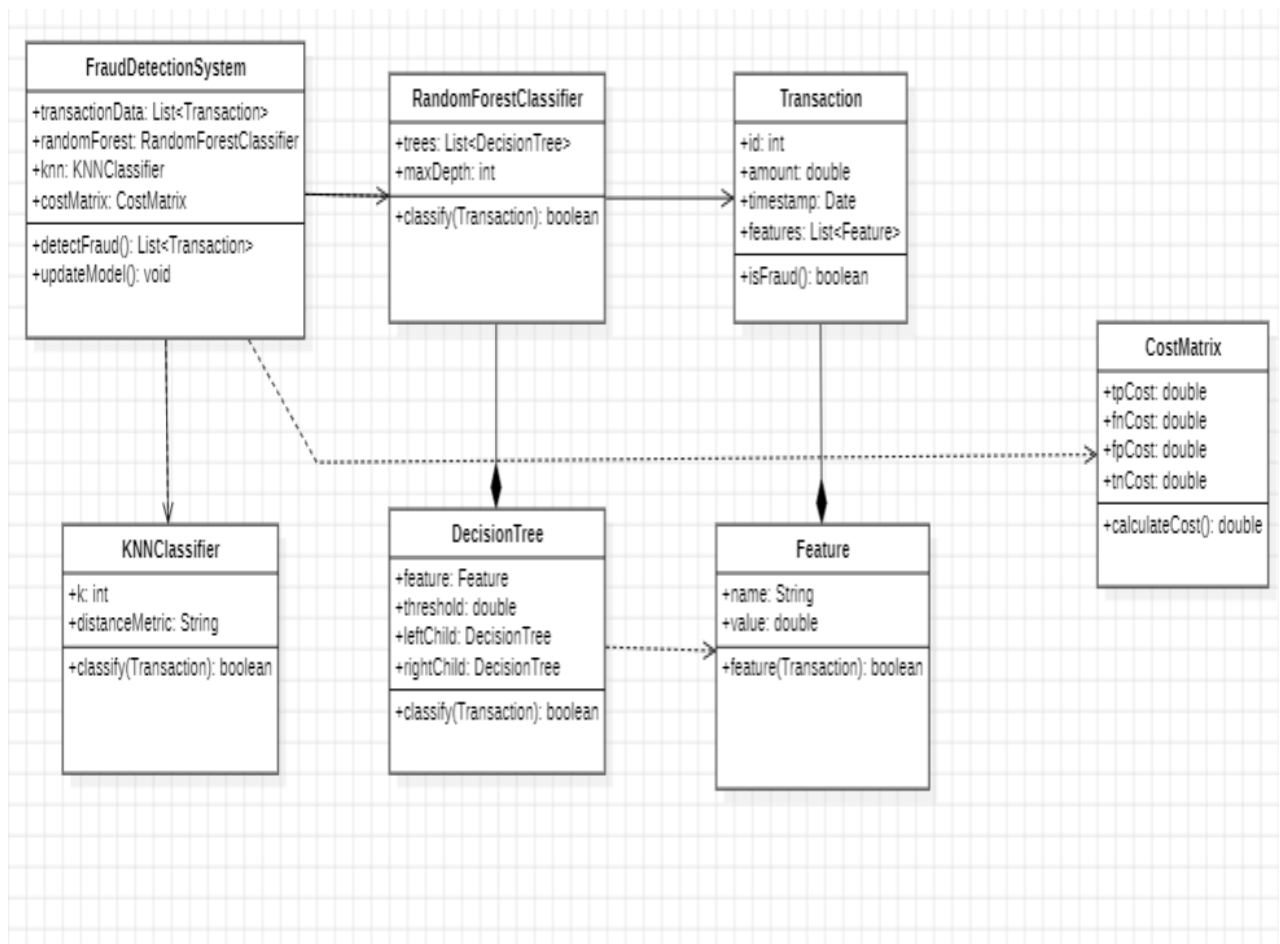 FraudDetectionSystem
+transactionData: List<Transaction>
+randomForest: RandomForestClassifier
+knn: KNNClassifier
+costMatrix: CostMatrix
+detectFraud(): List<Transaction>
+updateModel(): void
RandomForestClassifier
+trees: List<DecisionTree>
+maxDepth: int
+classify(Transaction): boolean
Transaction
+id: int
+amount: double
+timestamp: Date
+features: List<Feature>
+isFraud(): boolean
CostMatrix
+tpCost: double
+fnCost: double
+fpCost: double
+tnCost: double
+calculateCost(): double
KNNClassifier
+k: int
+distanceMetric: String
+classify(Transaction): boolean
DecisionTree
+feature: Feature
+threshold: double
+leftChild: DecisionTree
+rightChild: DecisionTree
+classify(Transaction): boolean
Feature
+name: String
+value: double
+feature(Transaction): boolean